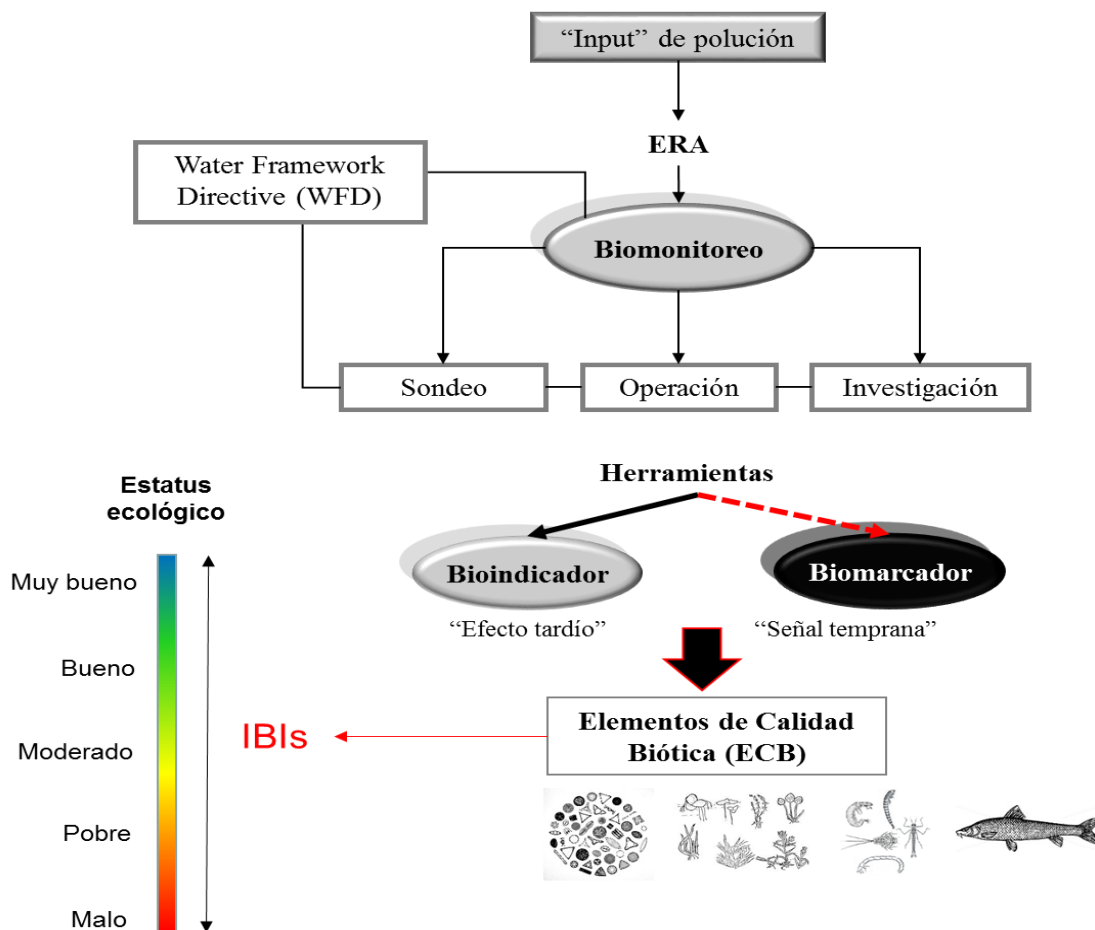 “Input” de polución
ERA
Water Framework
Directive (WFD)
Biomonitoreo
Sondeo
Operación
Investigación
Herramientas
Estatus
ecológico
Bioindicador
Biomarcador
“Efecto tardío”
“Señal temprana”
Muy bueno
Bueno
Moderado
Pobre
Malo
IBIs
Elementos de Calidad
Biótica (ECB)